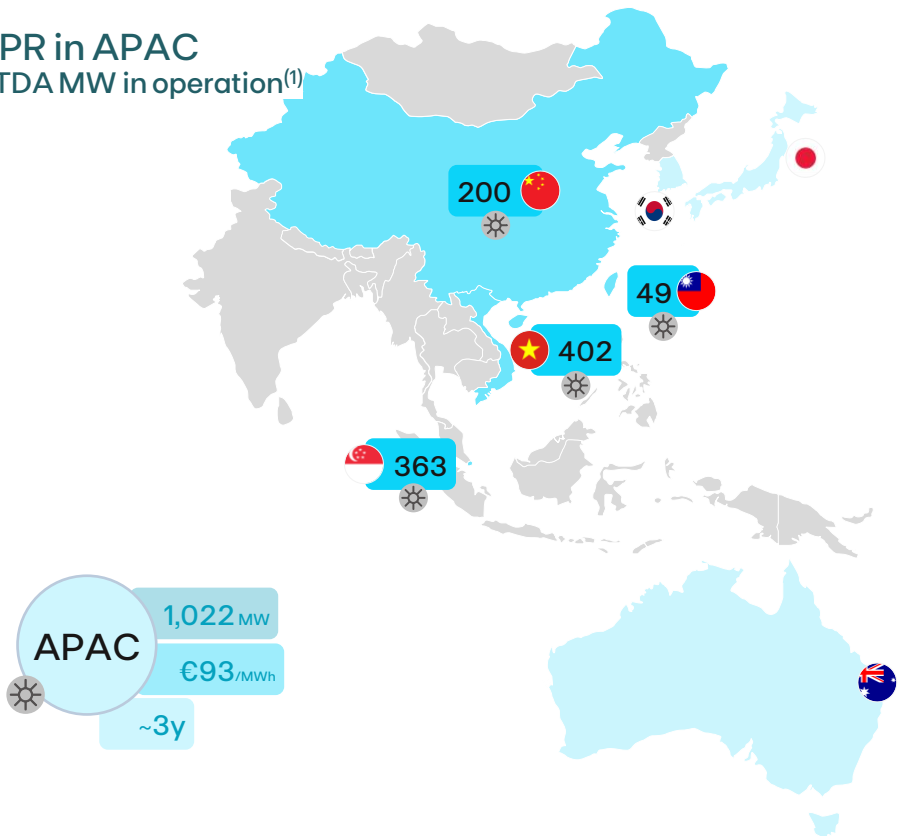 PR in APAC
TDA MW in operation(1)
200
49
402
363
1,022 MW
APAC
€93/MWh
~3y